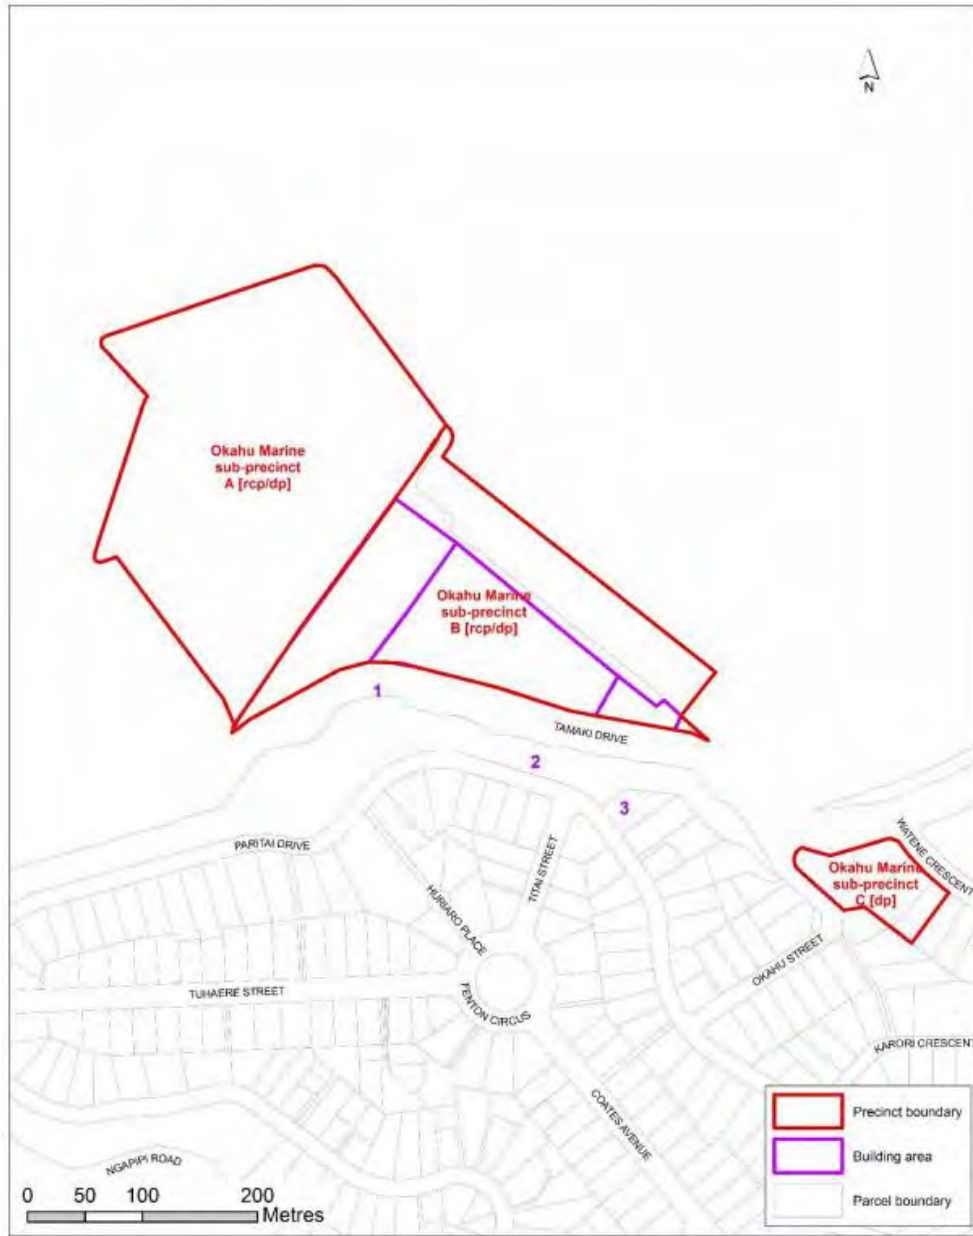 N
Okahu Marine
sub-precinct
A [rcp/dp]
Okahu Marine
sub-precinct
B [rcp/dp]
1
TAMAKI DRIVE
2
3
WATENE CRESCENT
PARITAI DRIVE
Okahu Marine
sub-precinct
C [dp]
TITAI STREET
HURIARO PLACE
OKAHU STREET
TUHAERE STREET
FENTON CIRCUS
KARORI CRESCENT
COATES AVENUE
NGAPIPI ROAD
Precinct boundary
Building area
Parcel boundary
0 50 100 200
Metres